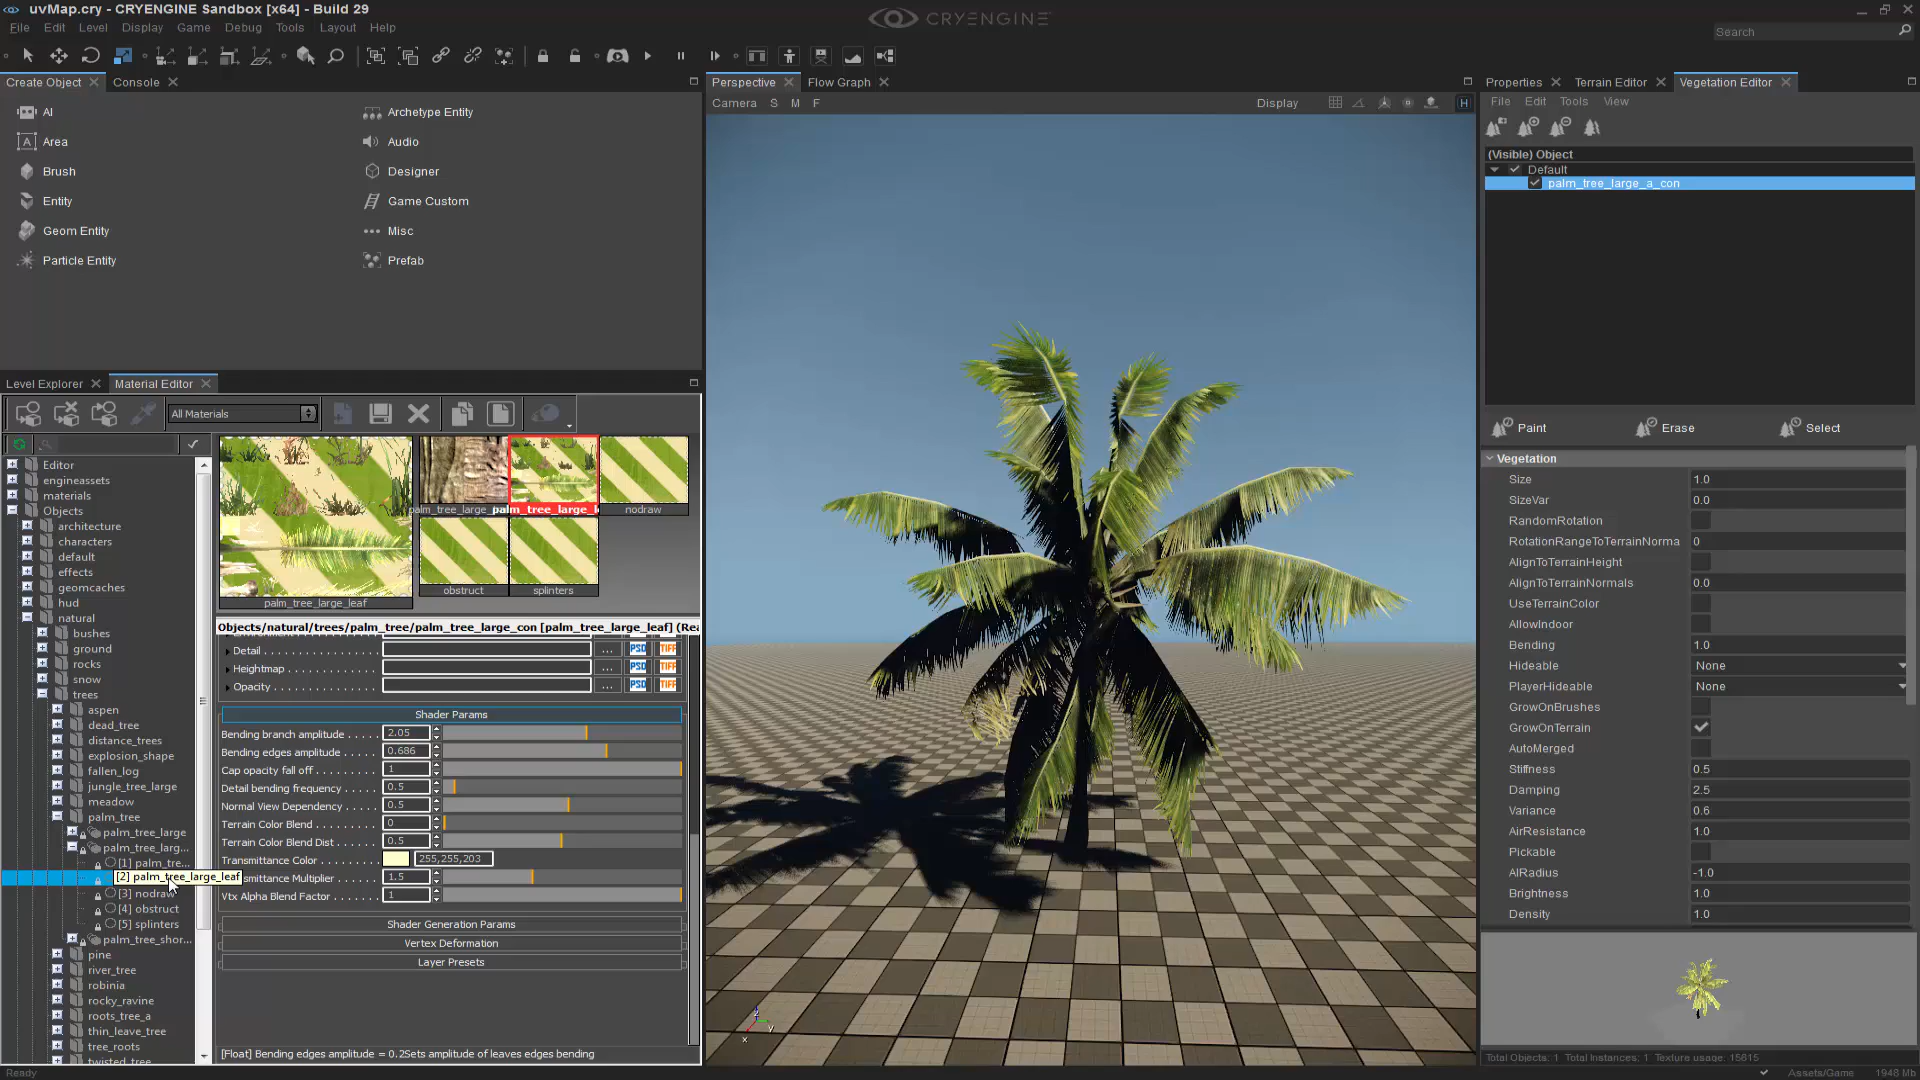 uvMap.cry - CRYENGINE Sandbox [x64] - Build 29
CRYENGINE
File Edit Level Display Game Debug Tools Layout Help
Search
Create Object
Console
Perspective
Flow Graph
Properties
Terrain Editor
Vegetation Editor
Camera S M F
Display
H
File Edit Tools View
AI
Archetype Entity
Area
Audio
Brush
Designer
Entity
Game Custom
Geom Entity
Misc
Particle Entity
Prefab
(Visible) Object
Default
palm_tree_large_a_con
Level Explorer
Material Editor
All Materials
Editor
engineassets
materials
Objects
architecture
characters
default
effects
geomcaches
hud
natural
bushes
ground
rocks
snow
trees
aspen
dead_tree
distance_trees
explosion_shape
fallen_log
jungle_tree_large
meadow
palm_tree
palm_tree_large
palm_tree_larg...
[1] palm_tre...
[2] palm_tree_large_leaf
[3] nodraw
[4] obstruct
[5] splinters
palm_tree_shor...
pine
river_tree
robinia
rocky_ravine
roots_tree_a
thin_leave_tree
tree_roots
twisted_tree
palm_tree_large_leaf
palm_tree_large_
palm_tree_large_l
nodraw
obstruct
splinters
Objects/natural/trees/palm_tree/palm_tree_large_con [palm_tree_large_leaf] (Rea
Detail ... PSD TIFF
Heightmap ... PSD TIFF
Opacity ... PSD TIFF
Shader Params
Bending branch amplitude 2.05
Bending edges amplitude 0.686
Cap opacity fall off 1
Detail bending frequency 0.5
Normal View Dependency 0.5
Terrain Color Blend 0
Terrain Color Blend Dist 0.5
Transmittance Color 255,255,203
smittance Multiplier 1.5
Vtx Alpha Blend Factor 1
Shader Generation Params
Vertex Deformation
Layer Presets
[Float] Bending edges amplitude = 0.2Sets amplitude of leaves edges bending
z
y
x
Paint
Erase
Select
Vegetation
Size 1.0
SizeVar 0.0
RandomRotation
RotationRangeToTerrainNorma 0
AlignToTerrainHeight
AlignToTerrainNormals 0.0
UseTerrainColor
AllowIndoor
Bending 1.0
Hideable None
PlayerHideable None
GrowOnBrushes
GrowOnTerrain
AutoMerged
Stiffness 0.5
Damping 2.5
Variance 0.6
AirResistance 1.0
Pickable
AIRadius -1.0
Brightness 1.0
Density 1.0
Total Objects: 1 Total Instances: 1 Texture usage: 15815
Ready
Assets/Game
1948 Mb